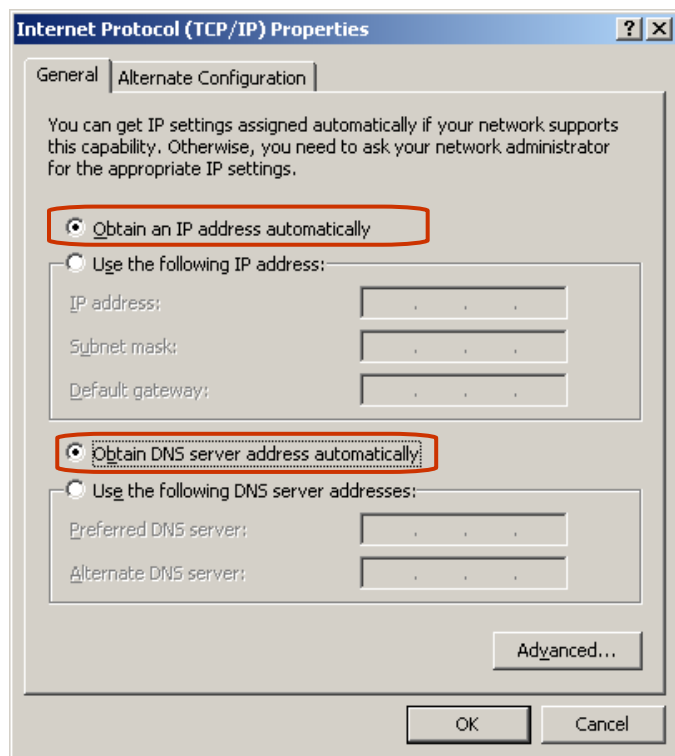 Internet Protocol (TCP/IP) Properties
General
Alternate Configuration
You can get IP settings assigned automatically if your network supports
this capability. Otherwise, you need to ask your network administrator
for the appropriate IP settings.
Obtain an IP address automatically
Use the following IP address:
IP address:
Subnet mask:
Default gateway:
Obtain DNS server address automatically
Use the following DNS server addresses:
Preferred DNS server:
Alternate DNS server:
Advanced...
OK
Cancel